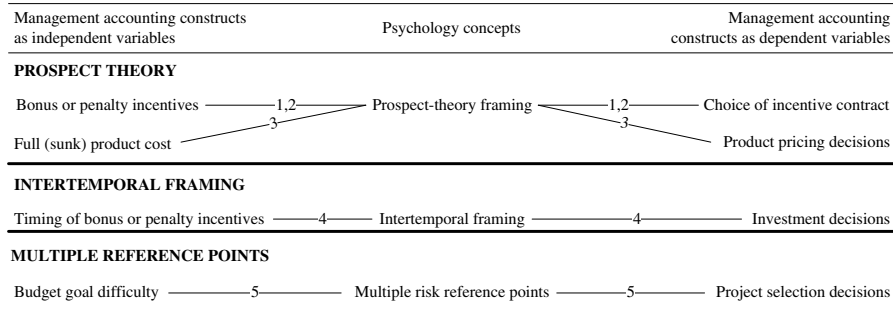 Management accounting constructs
as independent variables
Psychology concepts
Management accounting
constructs as dependent variables
PROSPECT THEORY
Bonus or penalty incentives 1,2 Prospect-theory framing 1,2 Choice of incentive contract
3 3
Full (sunk) product cost Product pricing decisions
INTERTEMPORAL FRAMING
Timing of bonus or penalty incentives 4 Intertemporal framing 4 Investment decisions
MULTIPLE REFERENCE POINTS
Budget goal difficulty 5 Multiple risk reference points 5 Project selection decisions